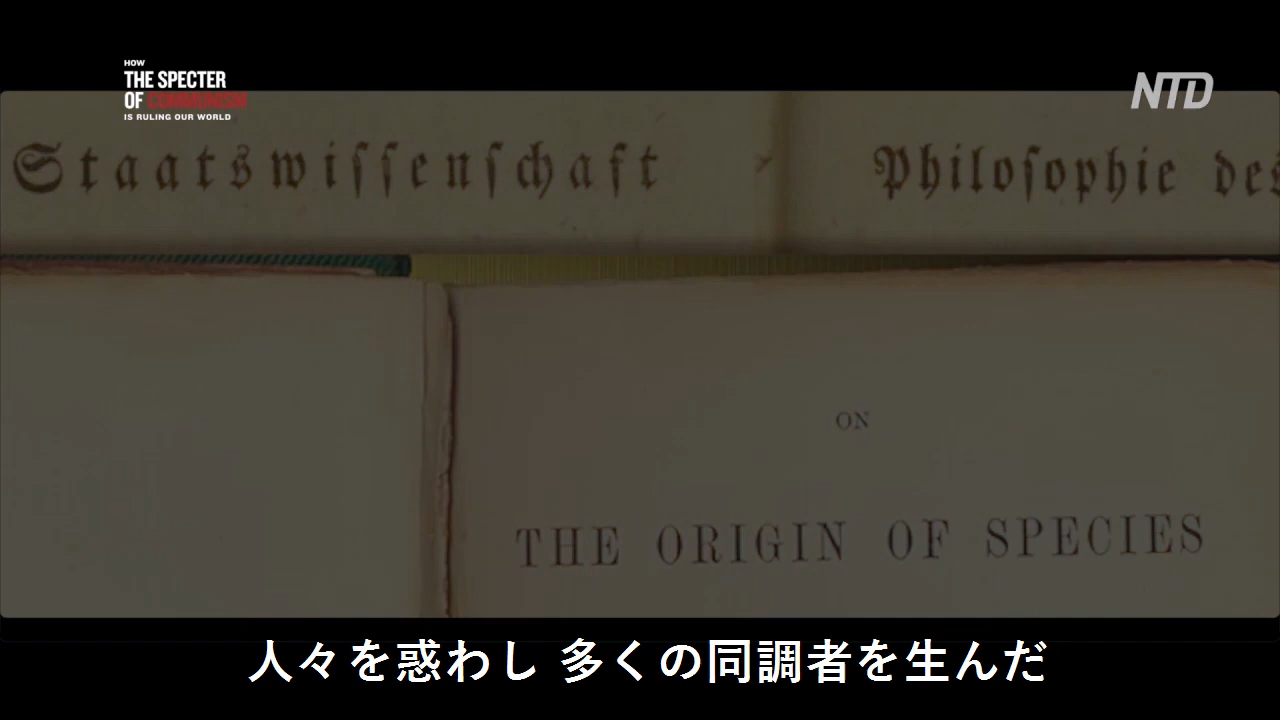 HOW
THE SPECTER
OF COMMUNISM
IS RULING OUR WORLD
NTD
Staatswiſſenſchaft
Philoſophie des
ON
THE ORIGIN OF SPECIES
人々を惑わし 多くの同調者を生んだ